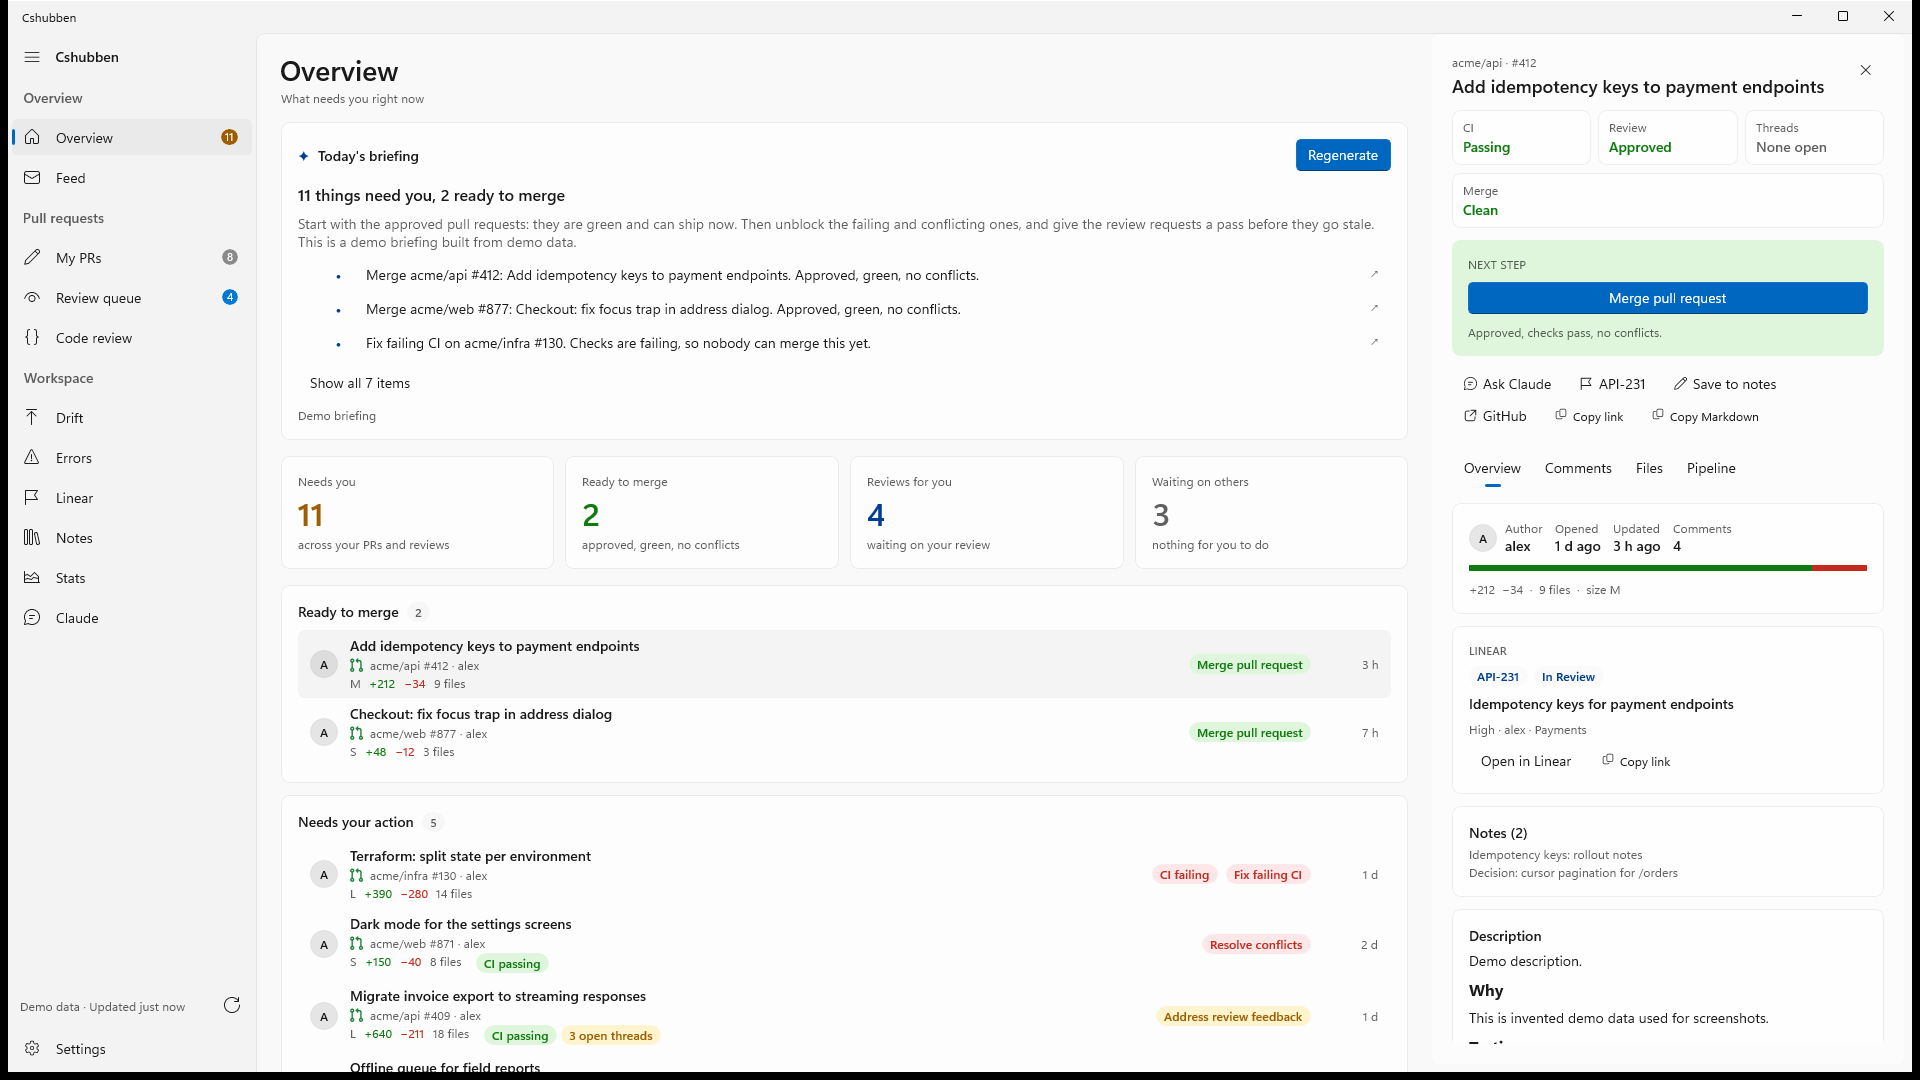 Cshubben
Cshubben
Overview
Overview 11
Feed
Pull requests
My PRs 8
Review queue 4
Code review
Workspace
Drift
Errors
Linear
Notes
Stats
Claude
Demo data · Updated just now
Settings
Overview
What needs you right now
Today's briefing
Regenerate
11 things need you, 2 ready to merge
Start with the approved pull requests: they are green and can ship now. Then unblock the failing and conflicting ones, and give the review requests a pass before they go stale.
This is a demo briefing built from demo data.
• Merge acme/api #412: Add idempotency keys to payment endpoints. Approved, green, no conflicts. ↗
• Merge acme/web #877: Checkout: fix focus trap in address dialog. Approved, green, no conflicts. ↗
• Fix failing CI on acme/infra #130. Checks are failing, so nobody can merge this yet. ↗
Show all 7 items
Demo briefing
Needs you
11
across your PRs and reviews
Ready to merge
2
approved, green, no conflicts
Reviews for you
4
waiting on your review
Waiting on others
3
nothing for you to do
Ready to merge 2
A
Add idempotency keys to payment endpoints
acme/api #412 · alex
M +212 −34 9 files
Merge pull request 3 h
A
Checkout: fix focus trap in address dialog
acme/web #877 · alex
S +48 −12 3 files
Merge pull request 7 h
Needs your action 5
A
Terraform: split state per environment
acme/infra #130 · alex
L +390 −280 14 files
CI failing Fix failing CI 1 d
A
Dark mode for the settings screens
acme/web #871 · alex
S +150 −40 8 files CI passing
Resolve conflicts 2 d
A
Migrate invoice export to streaming responses
acme/api #409 · alex
L +640 −211 18 files CI passing 3 open threads
Address review feedback 1 d
Offline queue for field reports
acme/api · #412
Add idempotency keys to payment endpoints
CI
Passing
Review
Approved
Threads
None open
Merge
Clean
NEXT STEP
Merge pull request
Approved, checks pass, no conflicts.
Ask Claude API-231 Save to notes
GitHub Copy link Copy Markdown
Overview Comments Files Pipeline
A
Author Opened Updated Comments
alex 1 d ago 3 h ago 4
+212 −34 · 9 files · size M
LINEAR
API-231 In Review
Idempotency keys for payment endpoints
High · alex · Payments
Open in Linear Copy link
Notes (2)
Idempotency keys: rollout notes
Decision: cursor pagination for /orders
Description
Demo description.
Why
This is invented demo data used for screenshots.